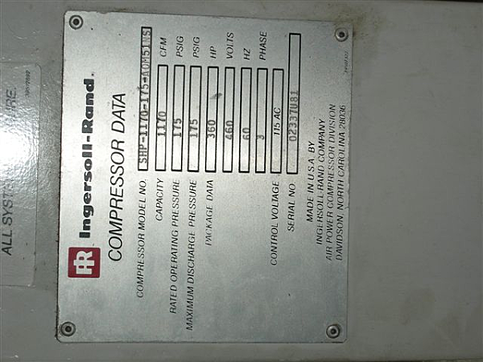 IR Ingersoll-Rand®
COMPRESSOR DATA
COMPRESSOR MODEL NO. SHP-1170-175-AOM51NS
CAPACITY 1170 CFM
RATED OPERATING PRESSURE 175 PSIG
MAXIMUM DISCHARGE PRESSURE 175 PSIG
PACKAGE DATA 360 HP
460 VOLTS
60 HZ
3 PHASE
CONTROL VOLTAGE 115 AC
SERIAL NO.
MADE IN U.S.A. BY
INGERSOLL-RAND COMPANY
AIR POWER COMPRESSOR DIVISION
DAVIDSON, NORTH CAROLINA 28036
ALL SYST